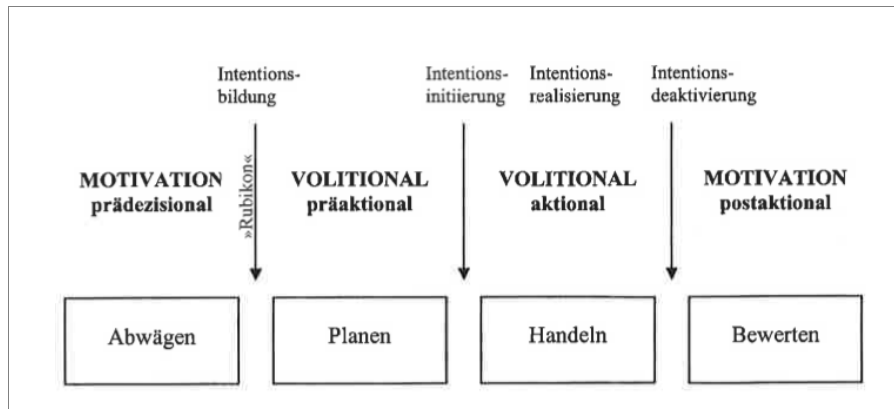 Intentions-
bildung
Intentions-
initiierung
Intentions-
realisierung
Intentions-
deaktivierung
»Rubikon«
MOTIVATION
prädezisional
VOLITIONAL
präaktional
VOLITIONAL
aktional
MOTIVATION
postaktional
Abwägen
Planen
Handeln
Bewerten